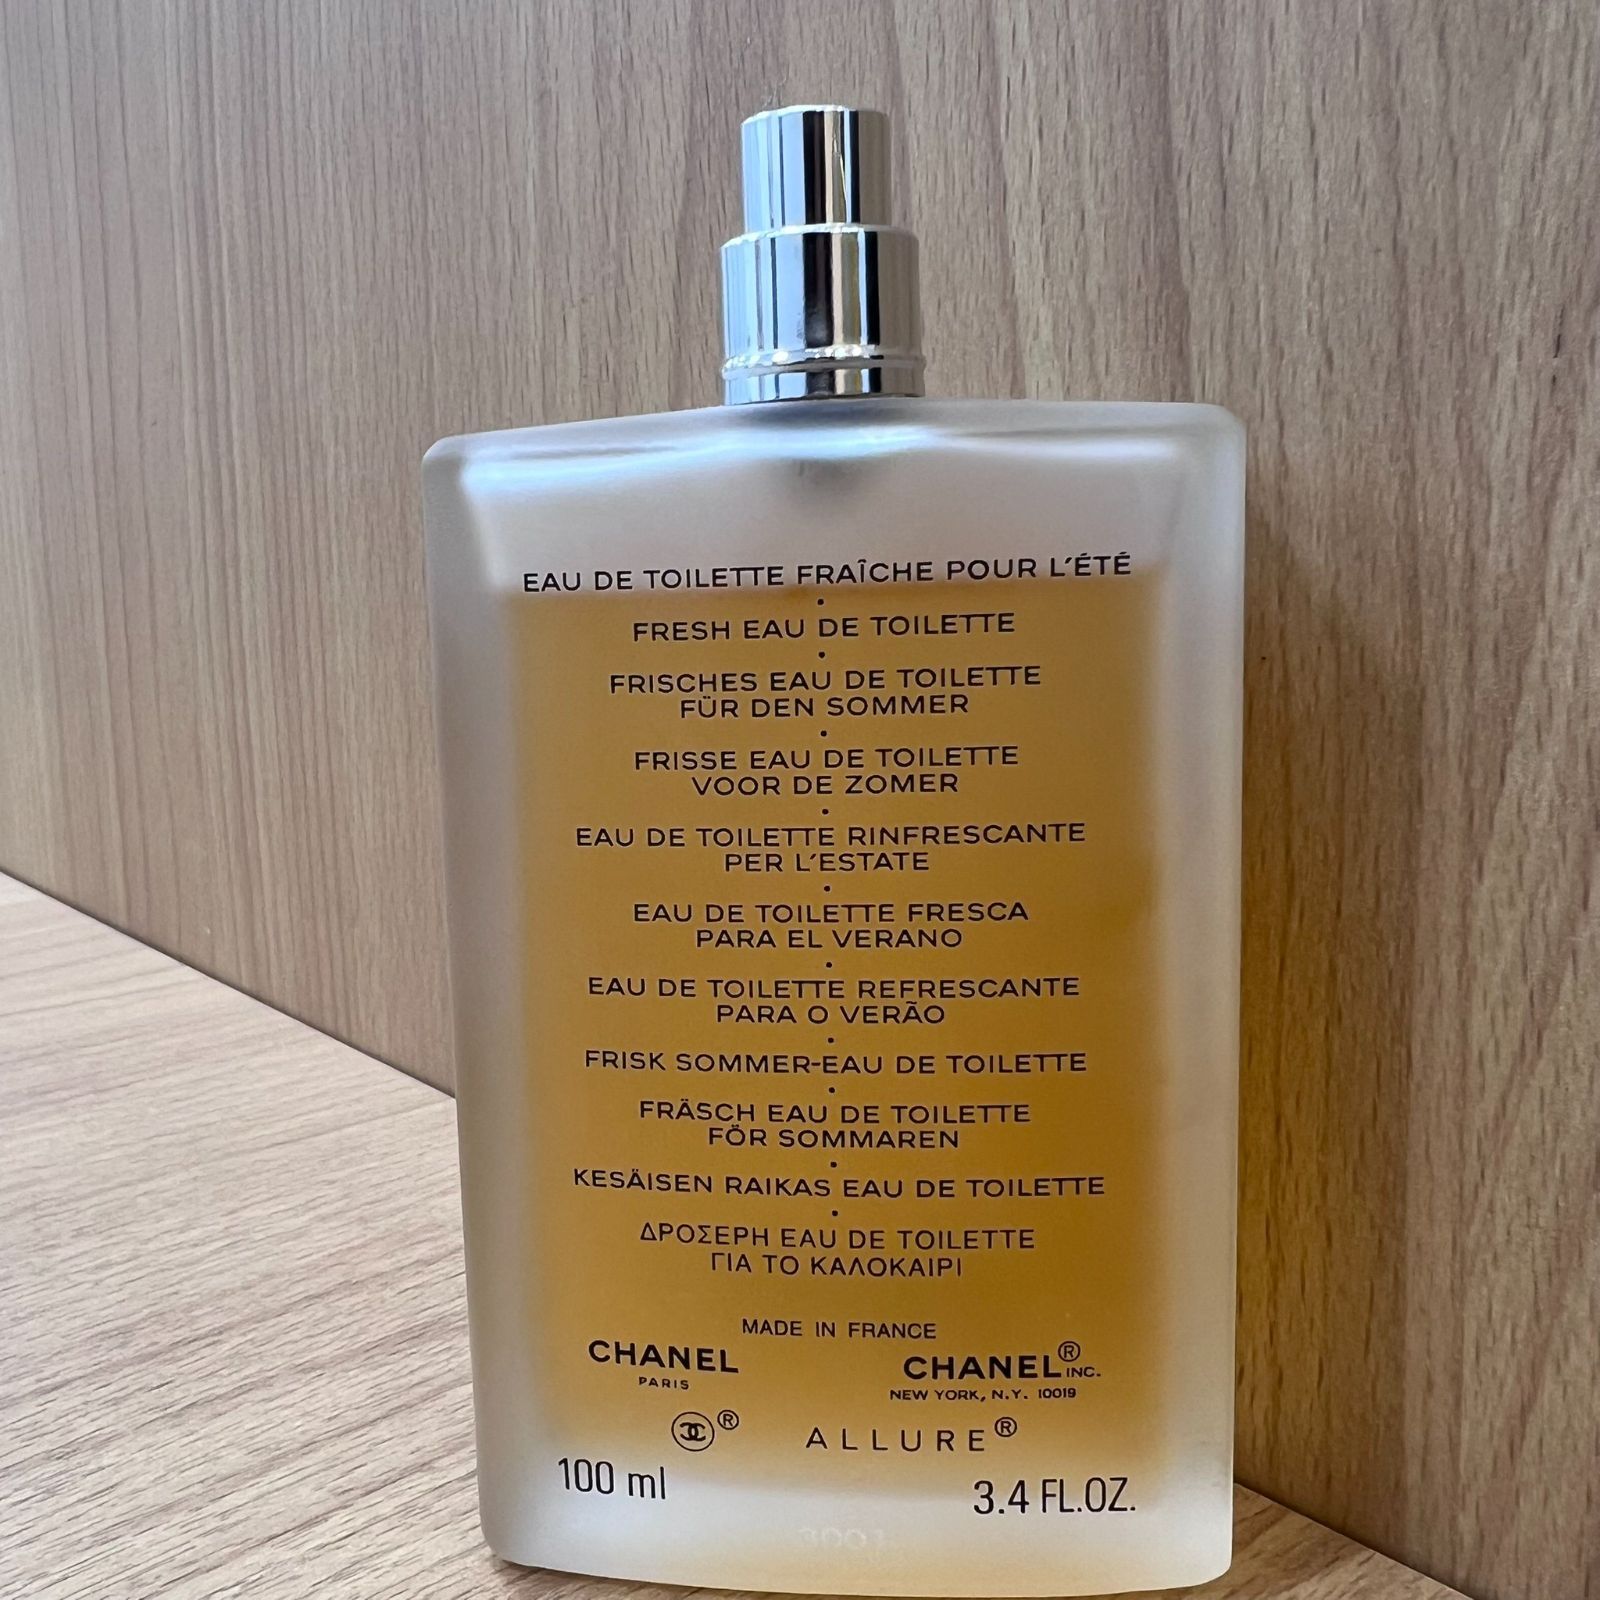 EAU DE TOILETTE FRAÎCHE POUR L'ÉTÉ
FRESH EAU DE TOILETTE
FRISCHES EAU DE TOILETTE
FÜR DEN SOMMER
FRISSE EAU DE TOILETTE
VOOR DE ZOMER
EAU DE TOILETTE RINFRESCANTE
PER L'ESTATE
EAU DE TOILETTE FRESCA
PARA EL VERANO
EAU DE TOILETTE REFRESCANTE
PARA O VERÃO
FRISK SOMMER-EAU DE TOILETTE
FRÄSCH EAU DE TOILETTE
FÖR SOMMAREN
KESÄISEN RAIKAS EAU DE TOILETTE
ΔΡΟΣΕΡΗ EAU DE TOILETTE
ΓΙΑ ΤΟ ΚΑΛΟΚΑΙΡΙ
MADE IN FRANCE
CHANEL
PARIS
CHANEL® INC.
NEW YORK, N.Y. 10019
® ALLURE®
100 ml 3.4 FL.OZ.